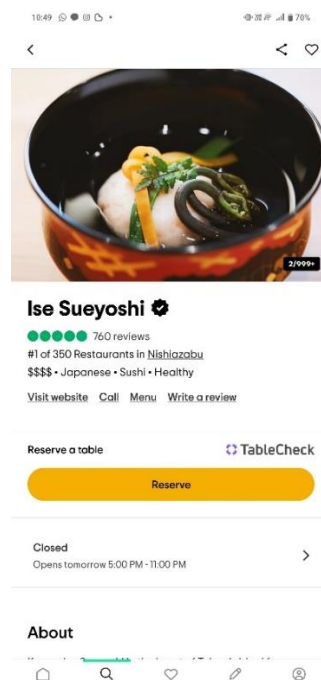 10:49
70%
2/999+
Ise Sueyoshi
760 reviews
#1 of 350 Restaurants in Nishiazabu
$$$$ • Japanese • Sushi • Healthy
Visit website Call Menu Write a review
Reserve a table
TableCheck
Reserve
Closed
Opens tomorrow 5:00 PM - 11:00 PM
About